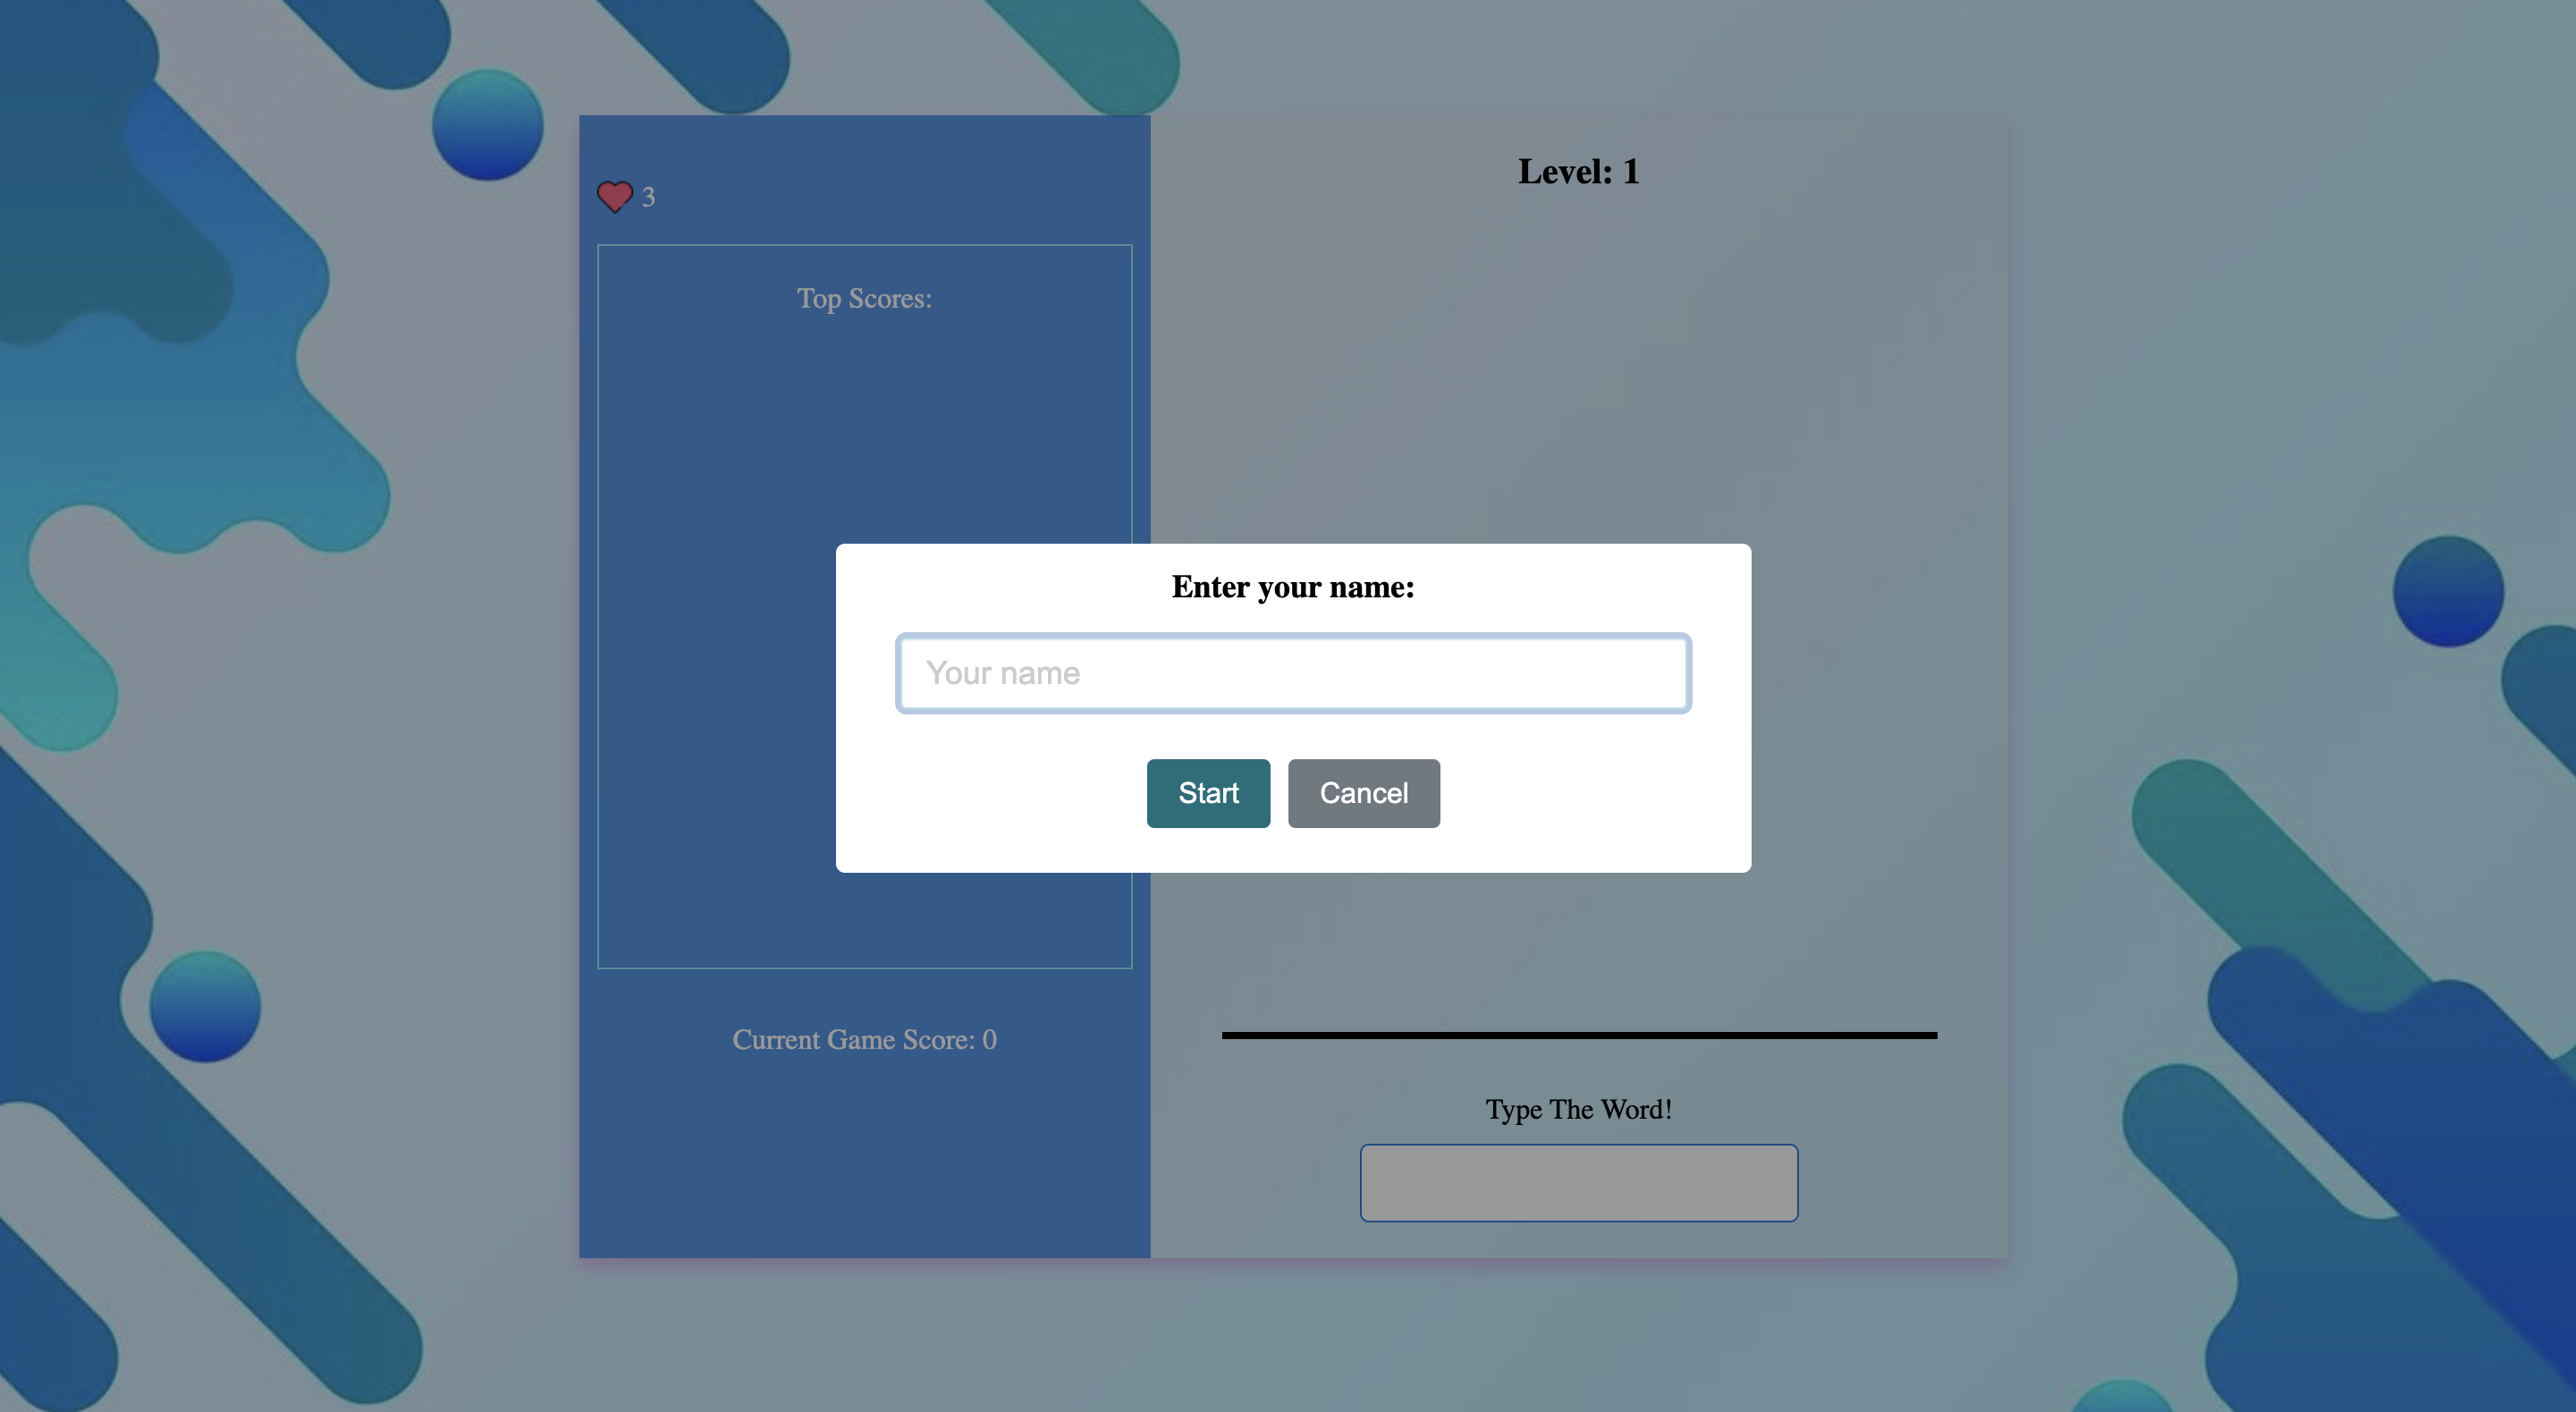 3
Level: 1
Top Scores:
Enter your name:
Your name
Start
Cancel
Current Game Score: 0
Type The Word!